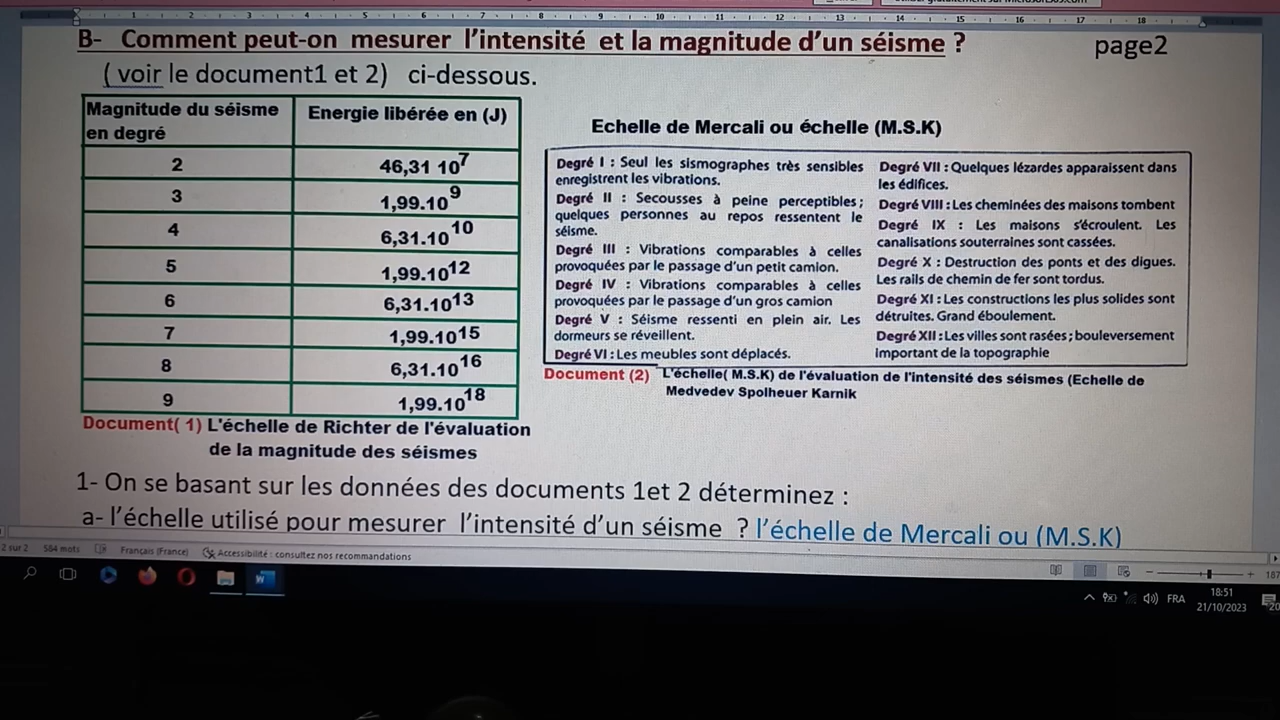 B- Comment peut-on mesurer l'intensité et la magnitude d'un séisme ?
page2
( voir le document1 et 2) ci-dessous.
Magnitude du séisme en degré
Energie libérée en (J)
2 46,31 10⁷
3 1,99.10⁹
4 6,31.10¹⁰
5 1,99.10¹²
6 6,31.10¹³
7 1,99.10¹⁵
8 6,31.10¹⁶
9 1,99.10¹⁸
Document( 1) L'échelle de Richter de l'évaluation
de la magnitude des séismes
Echelle de Mercali ou échelle (M.S.K)
Degré I : Seul les sismographes très sensibles
enregistrent les vibrations.
Degré II : Secousses à peine perceptibles ;
quelques personnes au repos ressentent le
séisme.
Degré III : Vibrations comparables à celles
provoquées par le passage d'un petit camion.
Degré IV : Vibrations comparables à celles
provoquées par le passage d'un gros camion
Degré V : Séisme ressenti en plein air. Les
dormeurs se réveillent.
Degré VI : Les meubles sont déplacés.
Degré VII : Quelques lézardes apparaissent dans
les édifices.
Degré VIII : Les cheminées des maisons tombent
Degré IX : Les maisons s'écroulent. Les
canalisations souterraines sont cassées.
Degré X : Destruction des ponts et des digues.
Les rails de chemin de fer sont tordus.
Degré XI : Les constructions les plus solides sont
détruites. Grand éboulement.
Degré XII : Les villes sont rasées ; bouleversement
important de la topographie
Document (2) L'échelle( M.S.K) de l'évaluation de l'intensité des séismes (Echelle de
Medvedev Spolheuer Karnik
1- On se basant sur les données des documents 1et 2 déterminez :
a- l'échelle utilisé pour mesurer l'intensité d'un séisme ? l'échelle de Mercali ou (M.S.K)
2 sur 2 584 mots Français (France) Accessibilité : consultez nos recommandations
187
FRA
18:51
21/10/2023